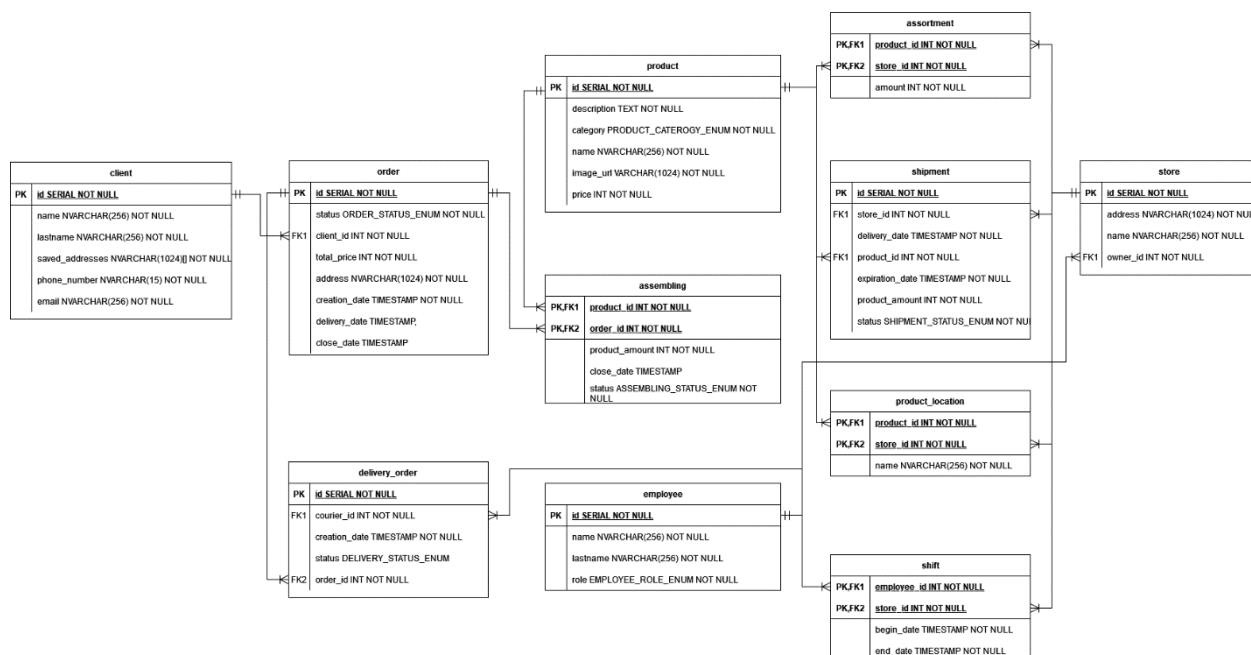 client
PK id SERIAL NOT NULL
name NVARCHAR(256) NOT NULL
lastname NVARCHAR(256) NOT NULL
saved_addresses NVARCHAR(1024)[] NOT NULL
phone_number NVARCHAR(15) NOT NULL
email NVARCHAR(256) NOT NULL
order
PK id SERIAL NOT NULL
status ORDER_STATUS_ENUM NOT NULL
FK1 client_id INT NOT NULL
total_price INT NOT NULL
address NVARCHAR(1024) NOT NULL
creation_date TIMESTAMP NOT NULL
delivery_date TIMESTAMP,
close_date TIMESTAMP
delivery_order
PK id SERIAL NOT NULL
FK1 courier_id INT NOT NULL
creation_date TIMESTAMP NOT NULL
status DELIVERY_STATUS_ENUM
FK2 order_id INT NOT NULL
product
PK id SERIAL NOT NULL
description TEXT NOT NULL
category PRODUCT_CATEROGY_ENUM NOT NULL
name NVARCHAR(256) NOT NULL
image_url VARCHAR(1024) NOT NULL
price INT NOT NULL
assembling
PK,FK1 product_id INT NOT NULL
PK,FK2 order_id INT NOT NULL
product_amount INT NOT NULL
close_date TIMESTAMP
status ASSEMBLING_STATUS_ENUM NOT
NULL
employee
PK id SERIAL NOT NULL
name NVARCHAR(256) NOT NULL
lastname NVARCHAR(256) NOT NULL
role EMPLOYEE_ROLE_ENUM NOT NULL
assortment
PK,FK1 product_id INT NOT NULL
PK,FK2 store_id INT NOT NULL
amount INT NOT NULL
shipment
PK id SERIAL NOT NULL
FK1 store_id INT NOT NULL
delivery_date TIMESTAMP NOT NULL
FK1 product_id INT NOT NULL
expiration_date TIMESTAMP NOT NULL
product_amount INT NOT NULL
status SHIPMENT_STATUS_ENUM NOT NUL
product_location
PK,FK1 product_id INT NOT NULL
PK,FK2 store_id INT NOT NULL
name NVARCHAR(256) NOT NULL
shift
PK,FK1 employee_id INT NOT NULL
PK,FK2 store_id INT NOT NULL
begin_date TIMESTAMP NOT NULL
end_date TIMESTAMP NOT NULL
store
PK id SERIAL NOT NULL
address NVARCHAR(1024) NOT NUL
name NVARCHAR(256) NOT NULL
FK1 owner_id INT NOT NULL